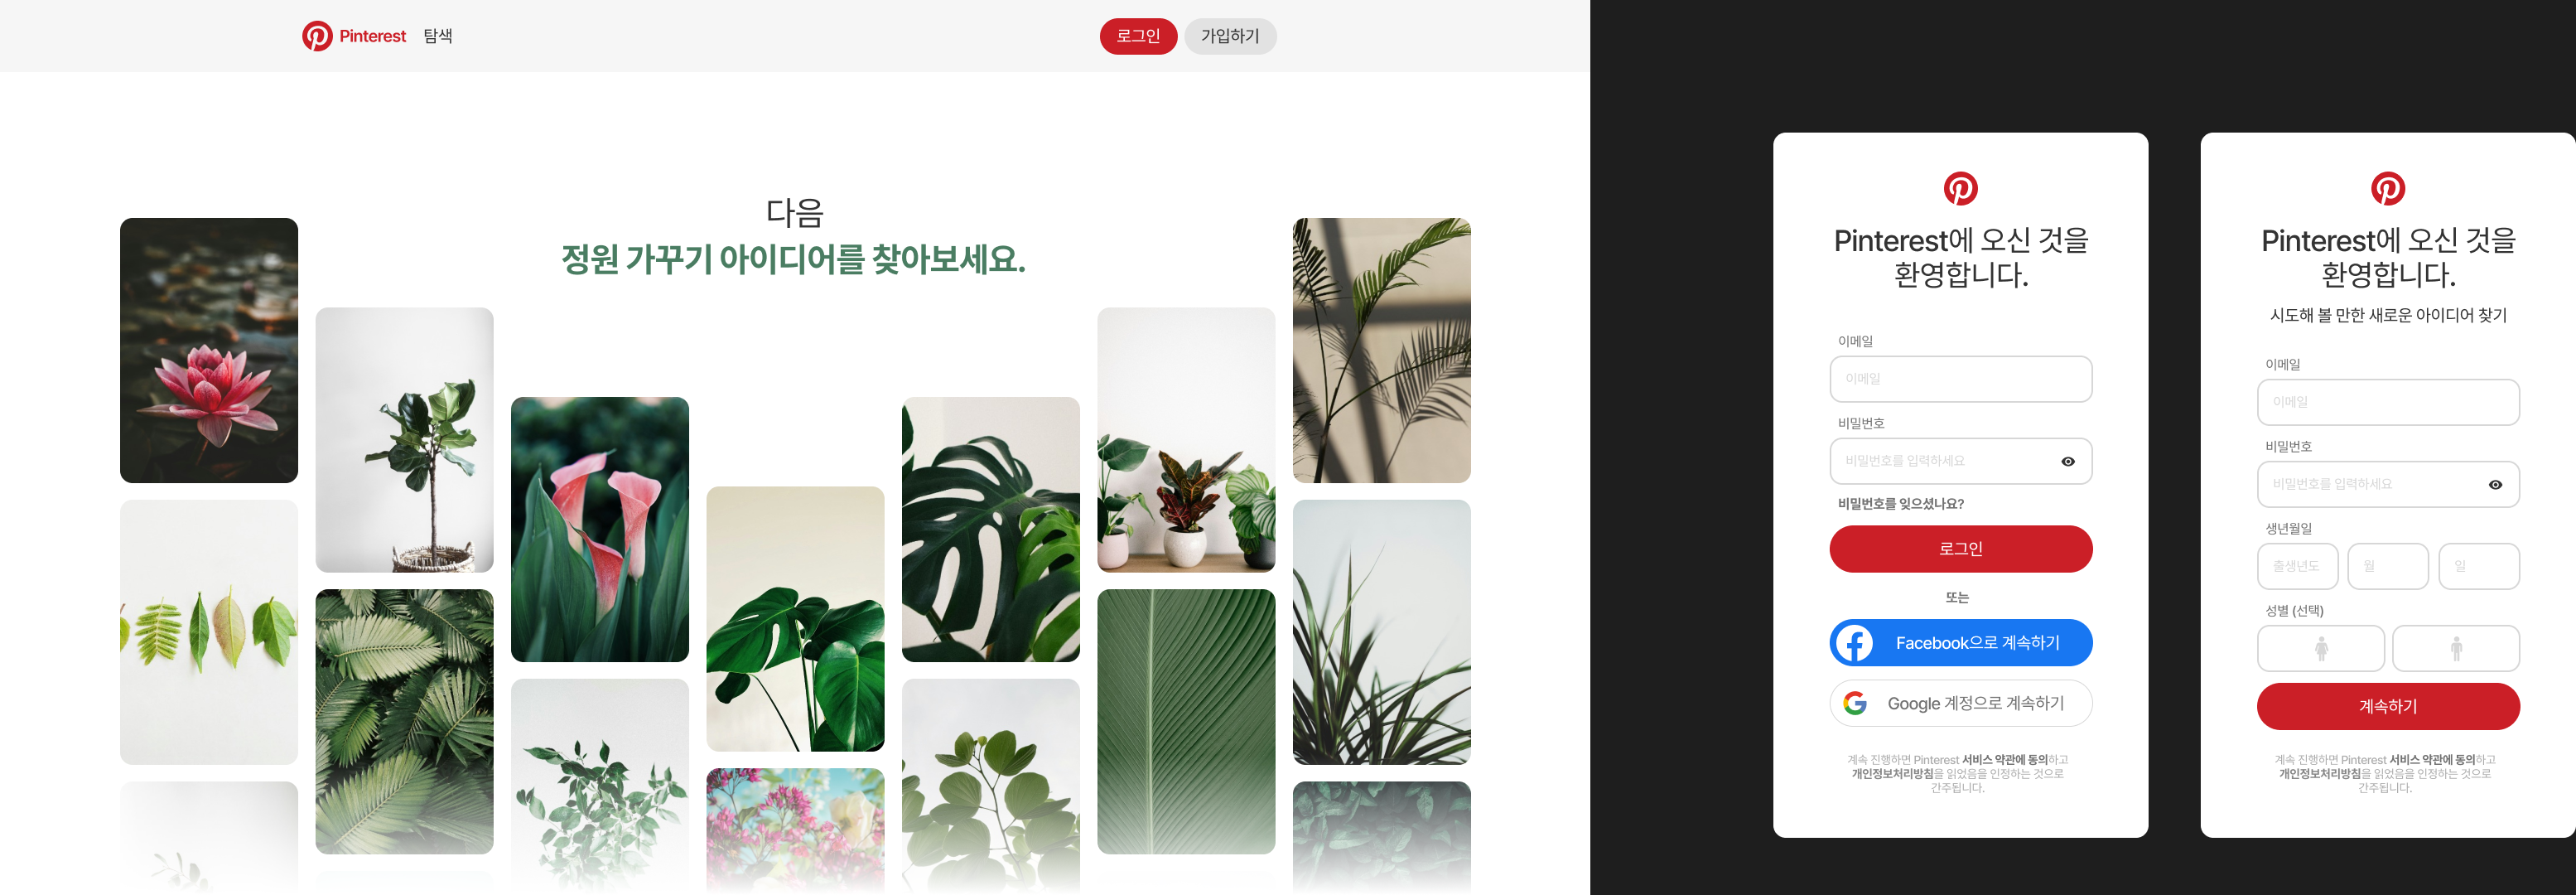 Pinterest 탐색
로그인 가입하기
다음
정원 가꾸기 아이디어를 찾아보세요.
Pinterest에 오신 것을
환영합니다.
이메일
이메일
비밀번호
비밀번호를 입력하세요
비밀번호를 잊으셨나요?
로그인
또는
Facebook으로 계속하기
Google 계정으로 계속하기
계속 진행하면 Pinterest 서비스 약관에 동의하고
개인정보처리방침을 읽었음을 인정하는 것으로
간주됩니다.
Pinterest에 오신 것을
환영합니다.
시도해 볼 만한 새로운 아이디어 찾기
이메일
이메일
비밀번호
비밀번호를 입력하세요
생년월일
출생년도 월 일
성별 (선택)
계속하기
계속 진행하면 Pinterest 서비스 약관에 동의하고
개인정보처리방침을 읽었음을 인정하는 것으로
간주됩니다.